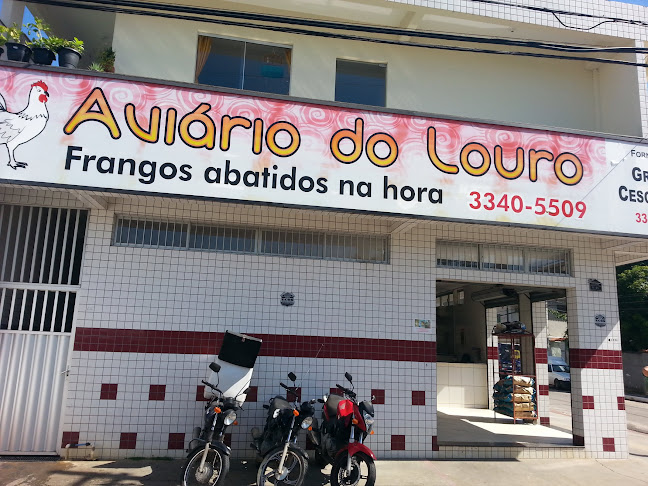 Aviário do Louro
Frangos abatidos na hora
3340-5509